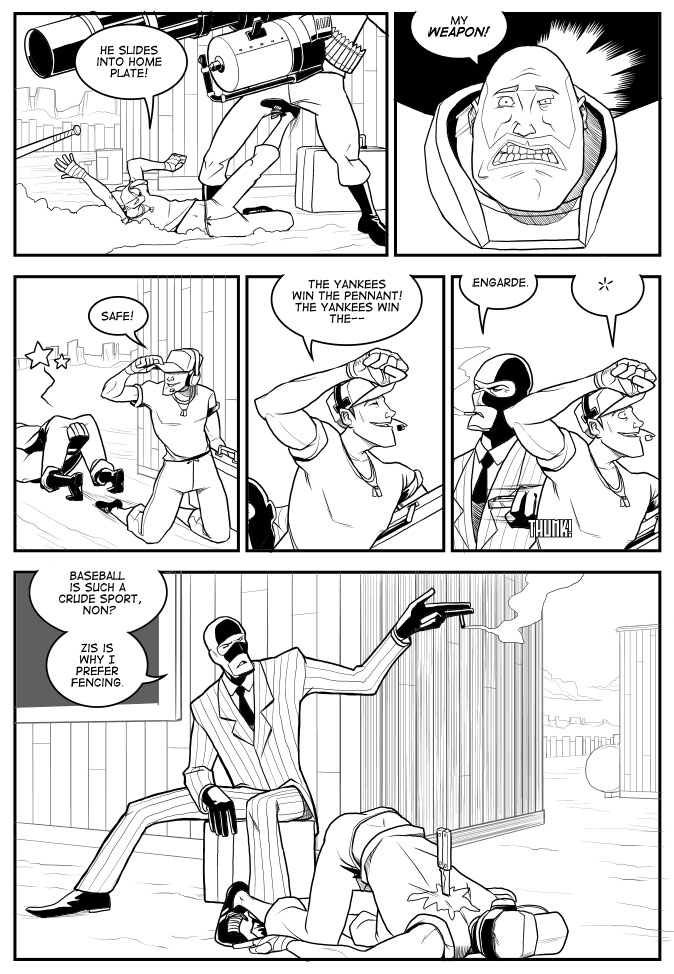 HE SLIDES
INTO HOME
PLATE!
MY
WEAPON!
SAFE!
THE YANKEES
WIN THE PENNANT!
THE YANKEES WIN
THE--
ENGARDE.
THUNK!
BASEBALL
IS SUCH A
CRUDE SPORT,
NON?
ZIS IS
WHY I
PREFER
FENCING.